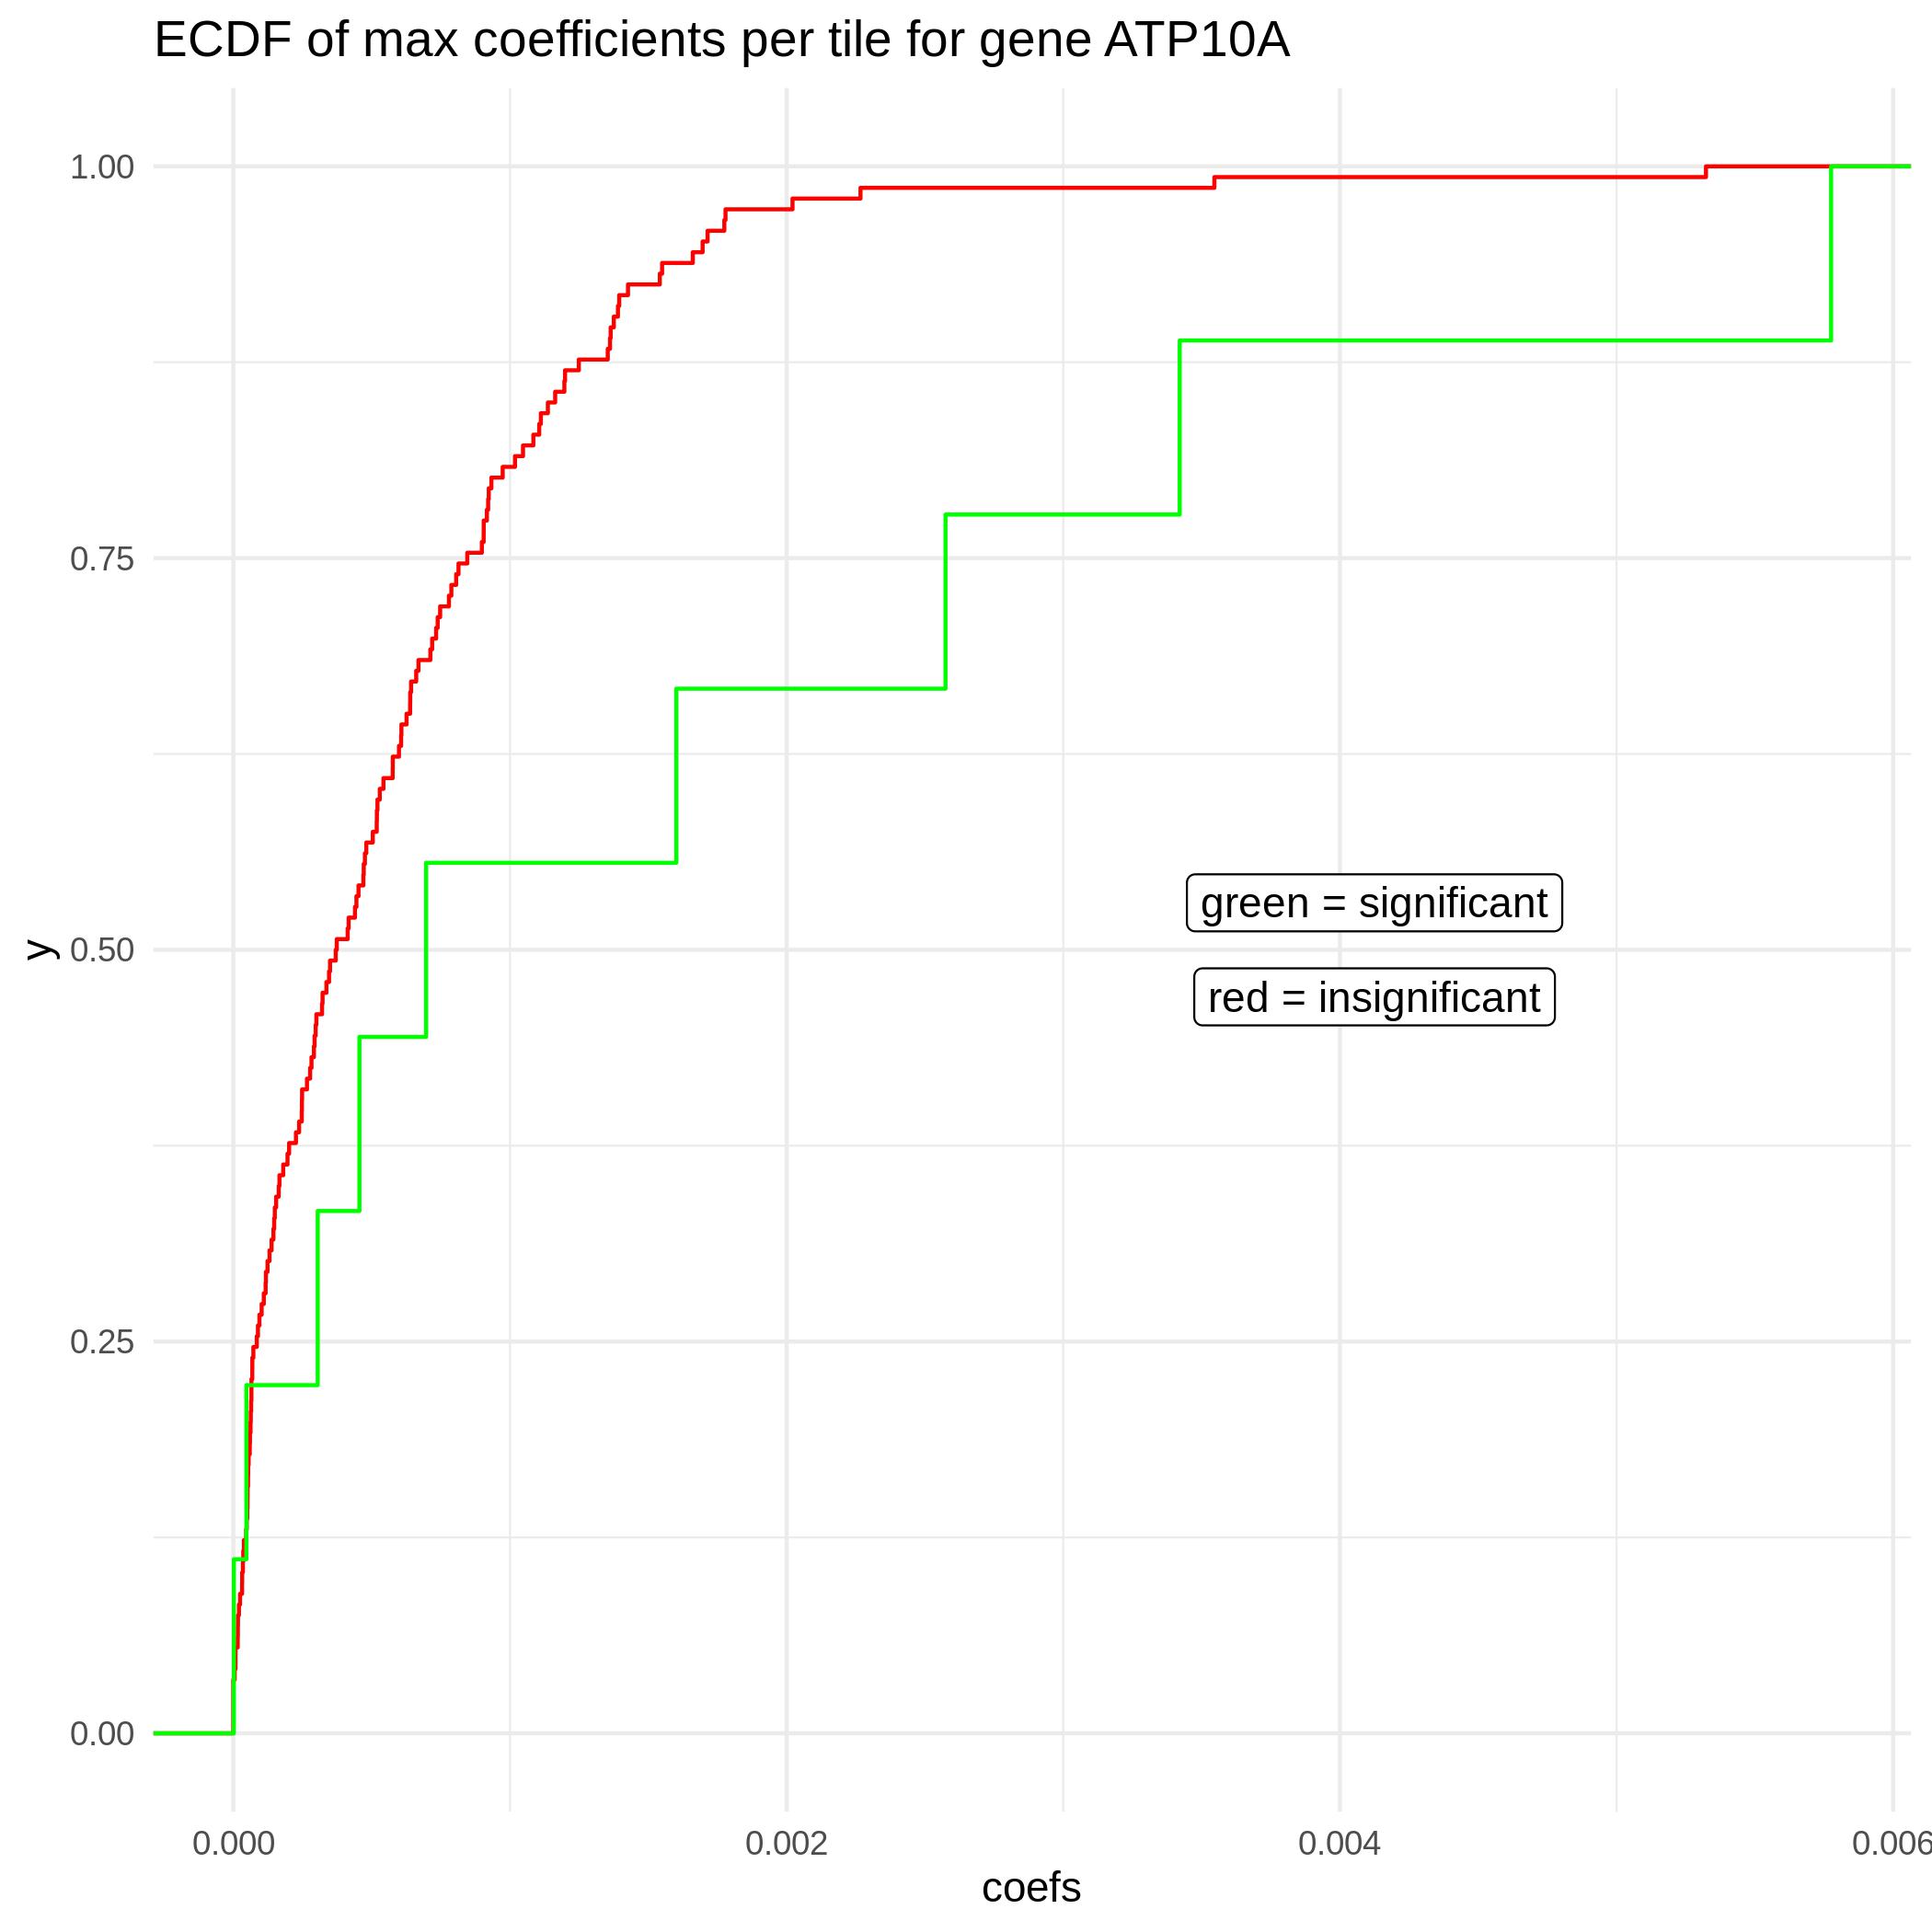 ECDF of max coefficients per tile for gene ATP10A
1.00
0.75
0.50
0.25
0.00
y
green = significant
red = insignificant
0.000 0.002 0.004 0.006
coefs